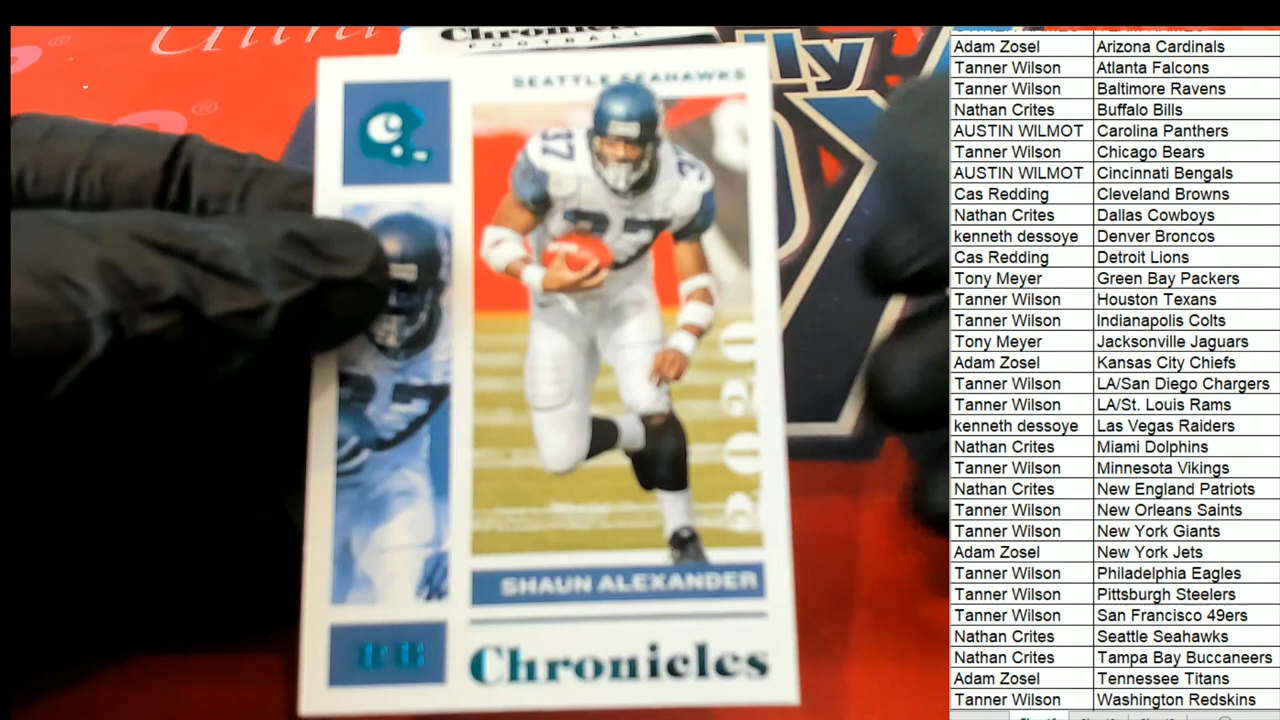 Chronicles
FOOTBALL
SEATTLE SEAHAWKS
37
37
2020
SHAUN ALEXANDER
RB
Chronicles
Adam Zosel Arizona Cardinals
Tanner Wilson Atlanta Falcons
Tanner Wilson Baltimore Ravens
Nathan Crites Buffalo Bills
AUSTIN WILMOT Carolina Panthers
Tanner Wilson Chicago Bears
AUSTIN WILMOT Cincinnati Bengals
Cas Redding Cleveland Browns
Nathan Crites Dallas Cowboys
kenneth dessoye Denver Broncos
Cas Redding Detroit Lions
Tony Meyer Green Bay Packers
Tanner Wilson Houston Texans
Tanner Wilson Indianapolis Colts
Tony Meyer Jacksonville Jaguars
Adam Zosel Kansas City Chiefs
Tanner Wilson LA/San Diego Chargers
Tanner Wilson LA/St. Louis Rams
kenneth dessoye Las Vegas Raiders
Nathan Crites Miami Dolphins
Tanner Wilson Minnesota Vikings
Nathan Crites New England Patriots
Tanner Wilson New Orleans Saints
Tanner Wilson New York Giants
Adam Zosel New York Jets
Tanner Wilson Philadelphia Eagles
Tanner Wilson Pittsburgh Steelers
Tanner Wilson San Francisco 49ers
Nathan Crites Seattle Seahawks
Nathan Crites Tampa Bay Buccaneers
Adam Zosel Tennessee Titans
Tanner Wilson Washington Redskins